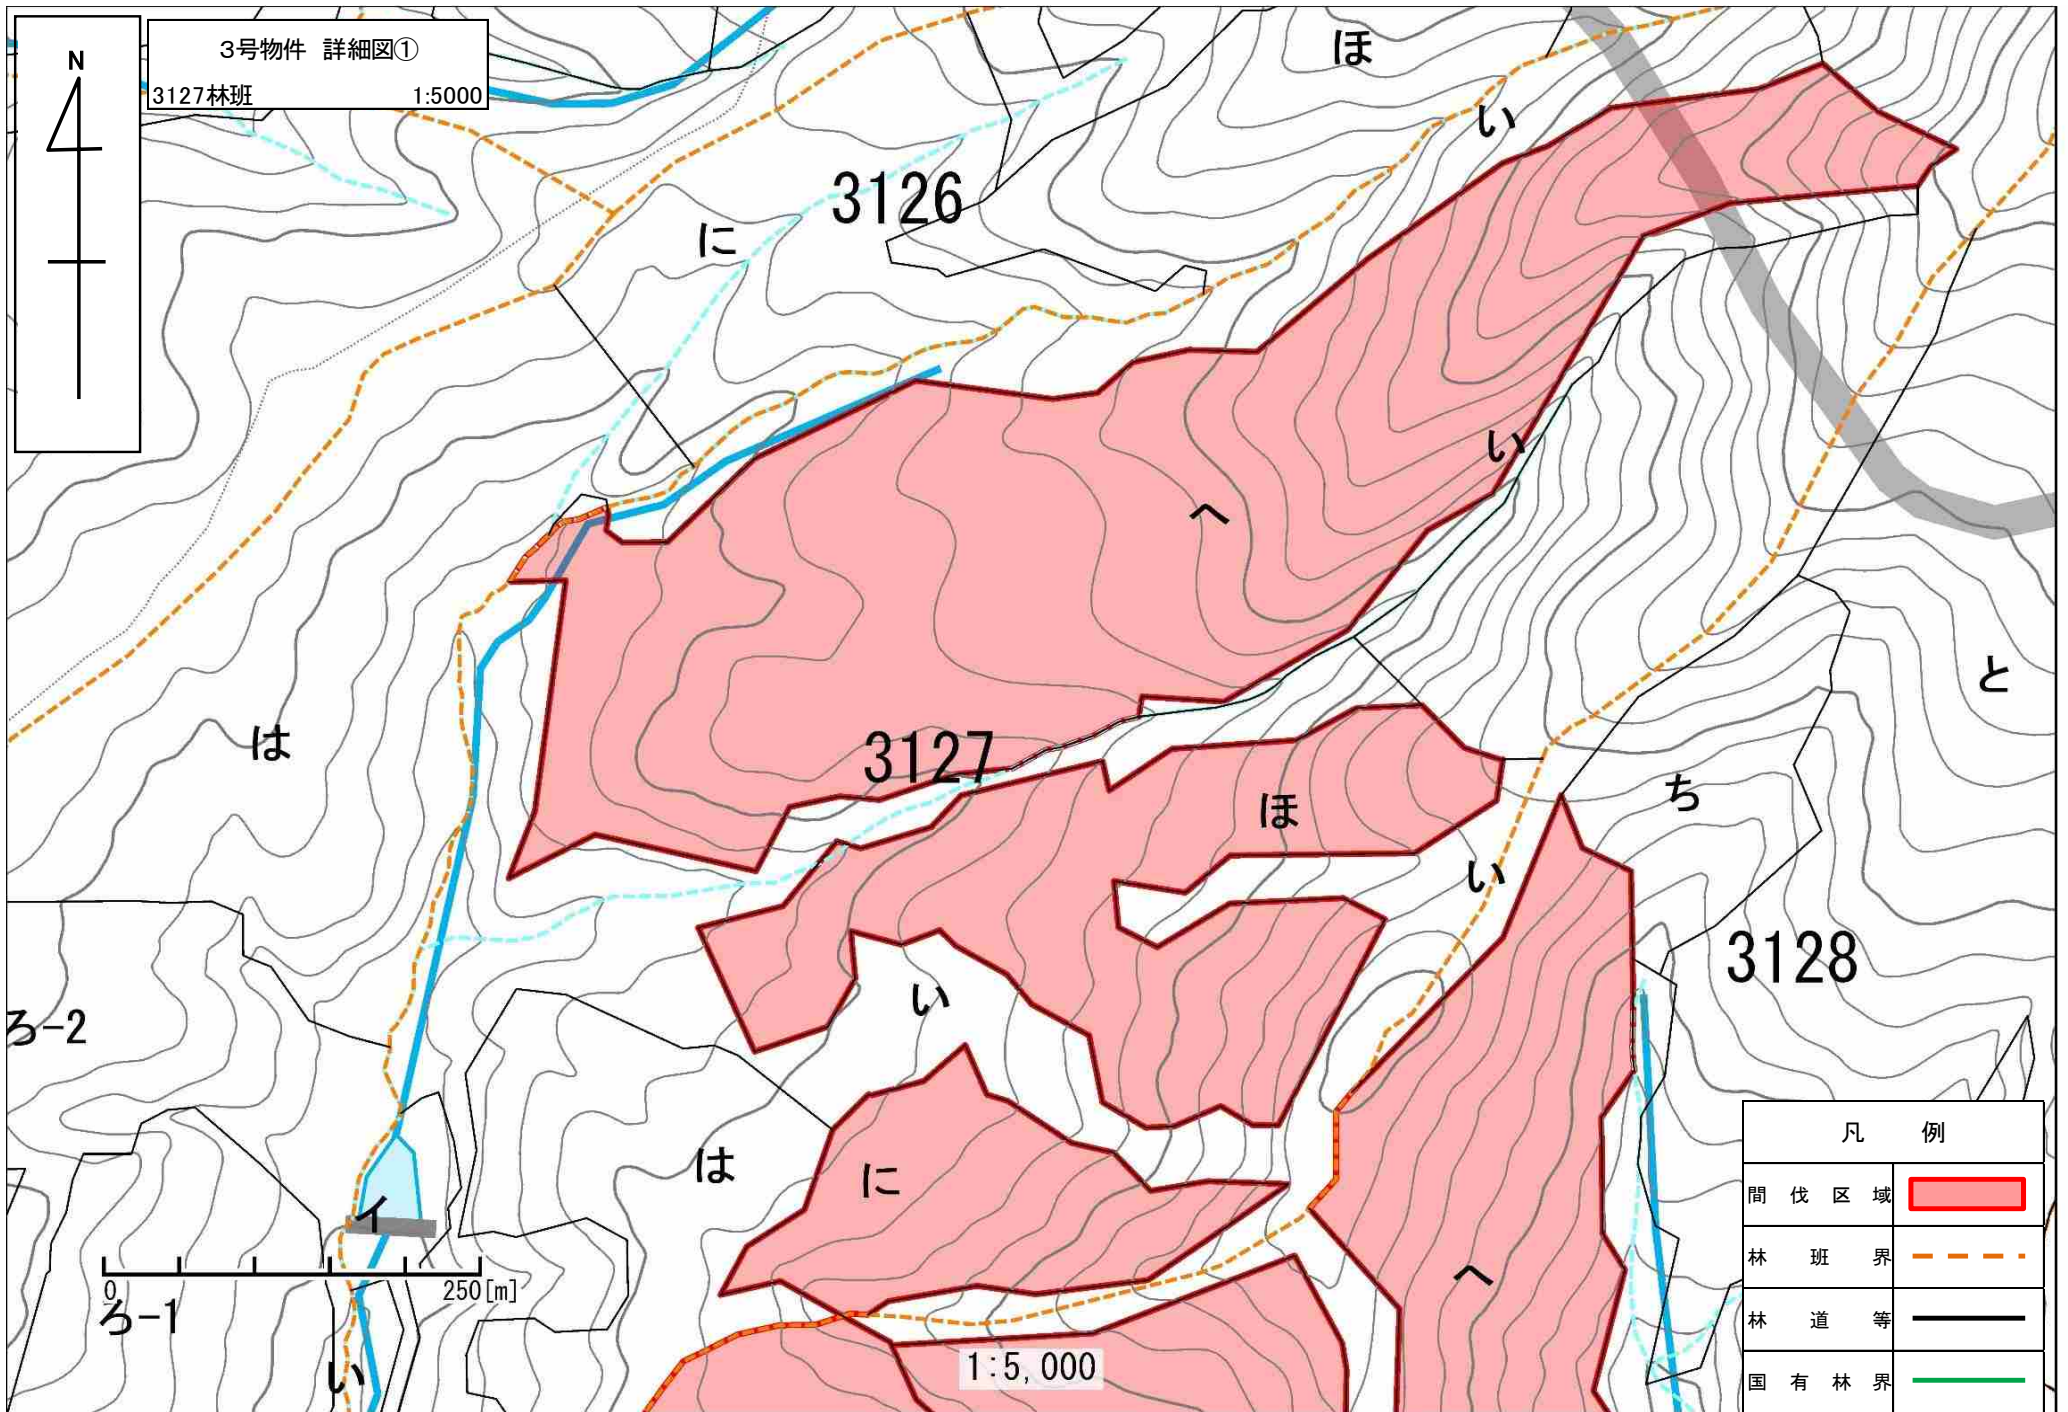 N
3号物件 詳細図①
3127林班 1:5000
ほ
い
3126
に
い
へ
と
は
3127
ち
ほ
い
3128
い
ろ-2
は
に
イ
へ
0 250[m]
ろ-1
い
1:5,000
凡 例
間 伐 区 域
林 班 界
林 道 等
国 有 林 界